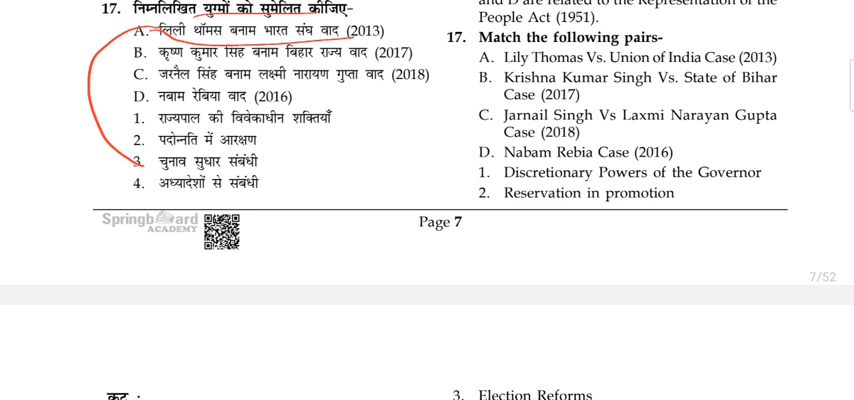 17. निम्नलिखित युग्मों को सुमेलित कीजिए-
A. लिली थॉमस बनाम भारत संघ वाद (2013)
B. कृष्ण कुमार सिंह बनाम बिहार राज्य वाद (2017)
C. जरनैल सिंह बनाम लक्ष्मी नारायण गुप्ता वाद (2018)
D. नबाम रेबिया वाद (2016)
1. राज्यपाल की विवेकाधीन शक्तियाँ
2. पदोन्नति में आरक्षण
3. चुनाव सुधार संबंधी
4. अध्यादेशों से संबंधी
and D are related to the Representation of the
People Act (1951).
17. Match the following pairs-
A. Lily Thomas Vs. Union of India Case (2013)
B. Krishna Kumar Singh Vs. State of Bihar
Case (2017)
C. Jarnail Singh Vs Laxmi Narayan Gupta
Case (2018)
D. Nabam Rebia Case (2016)
1. Discretionary Powers of the Governor
2. Reservation in promotion
Springboard
ACADEMY
Page 7
7/52
कूट :
3. Election Reforms